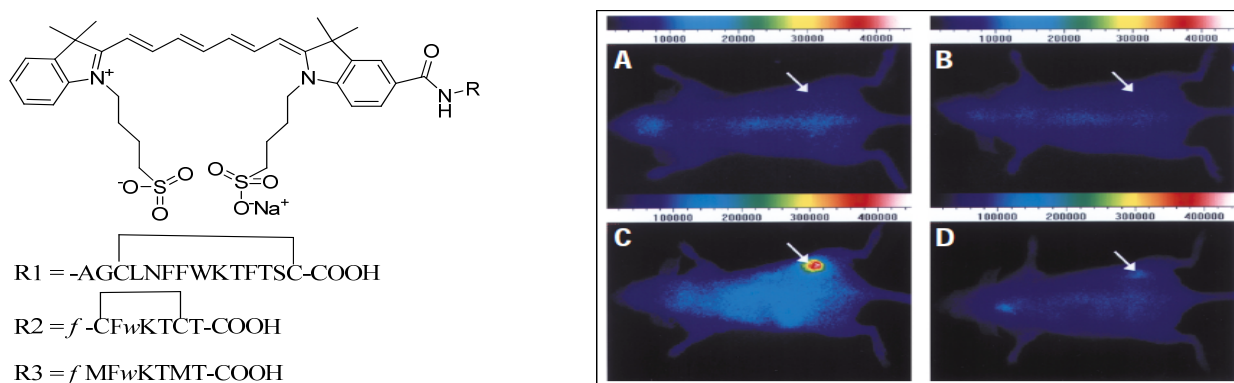 O
N⁺
N
N
H
R
⁻O
S
O
O
O
S
O
O⁻Na⁺
R1 = -AGCLNFFWKTFTSC-COOH
R2 = f -CFwKTCT-COOH
R3 = f MFwKTMT-COOH
10000 20000 30000 40000
A
10000 20000 30000 40000
B
100000 200000 300000 400000
C
100000 200000 300000 400000
D